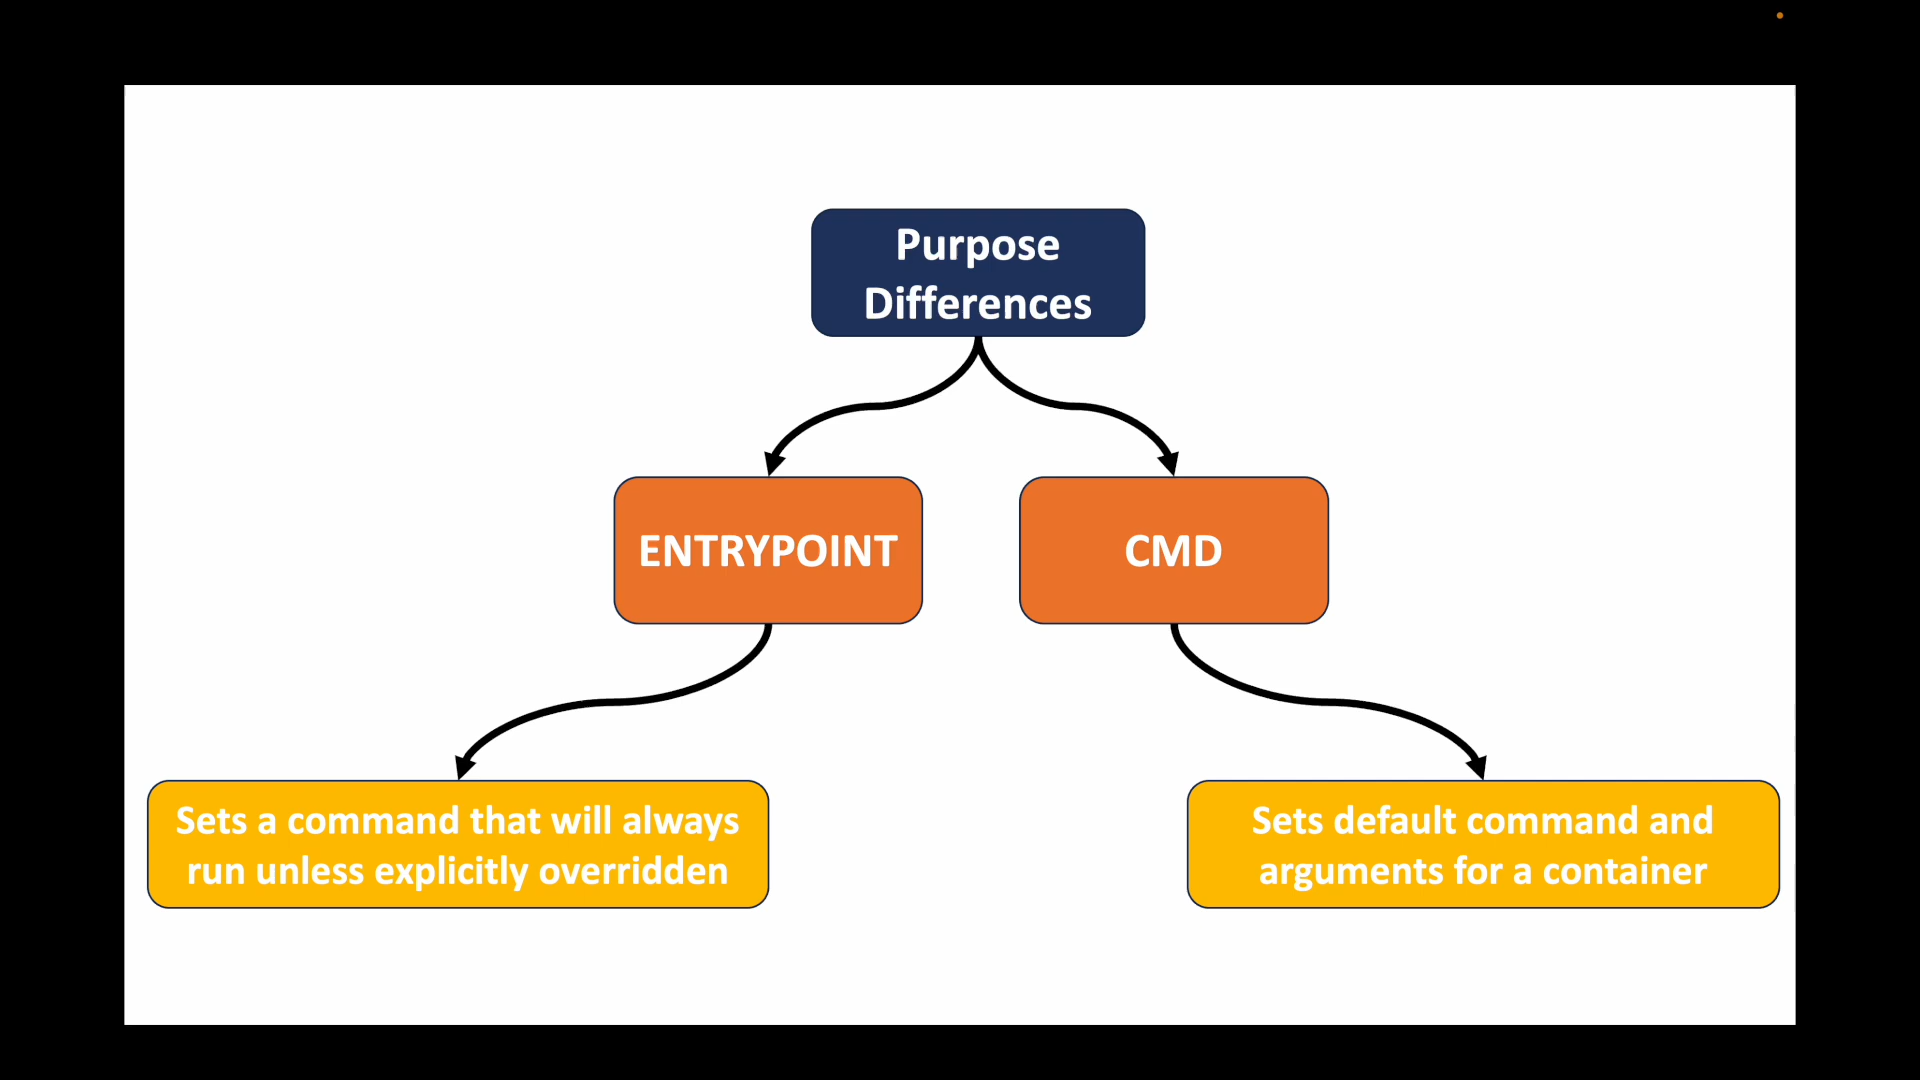 Purpose
Differences
ENTRYPOINT
CMD
Sets a command that will always
run unless explicitly overridden
Sets default command and
arguments for a container